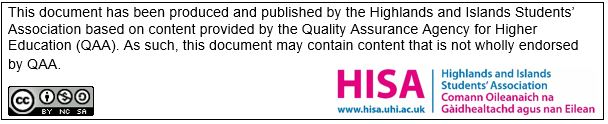 This document has been produced and published by the Highlands and Islands Students'
Association based on content provided by the Quality Assurance Agency for Higher
Education (QAA). As such, this document may contain content that is not wholly endorsed
by QAA.
HISA
www.hisa.uhi.ac.uk
Highlands and Islands
Students' Association
Comann Oileanaich na
Gàidhealtachd agus nan Eilean
cc
BY NC SA